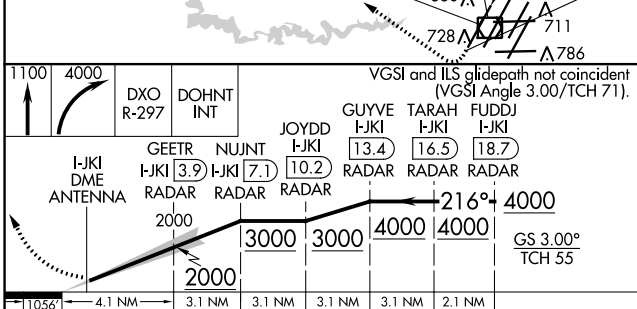 728
711
786
VGSI and ILS glidepath not coincident
(VGSI Angle 3.00/TCH 71).
1100
4000
DXO
R-297
DOHNT
INT
I-JKI
DME
ANTENNA
GEETR
I-JKI 3.9
RADAR
NUJNT
I-JKI 7.1
RADAR
JOYDD
I-JKI
10.2
RADAR
GUYVE
I-JKI
13.4
RADAR
TARAH
I-JKI
16.5
RADAR
FUDDJ
I-JKI
18.7
RADAR
2000
2000
3000
3000
4000
4000
216°
4000
GS 3.00°
TCH 55
1056'
4.1 NM
3.1 NM
3.1 NM
3.1 NM
3.1 NM
2.1 NM